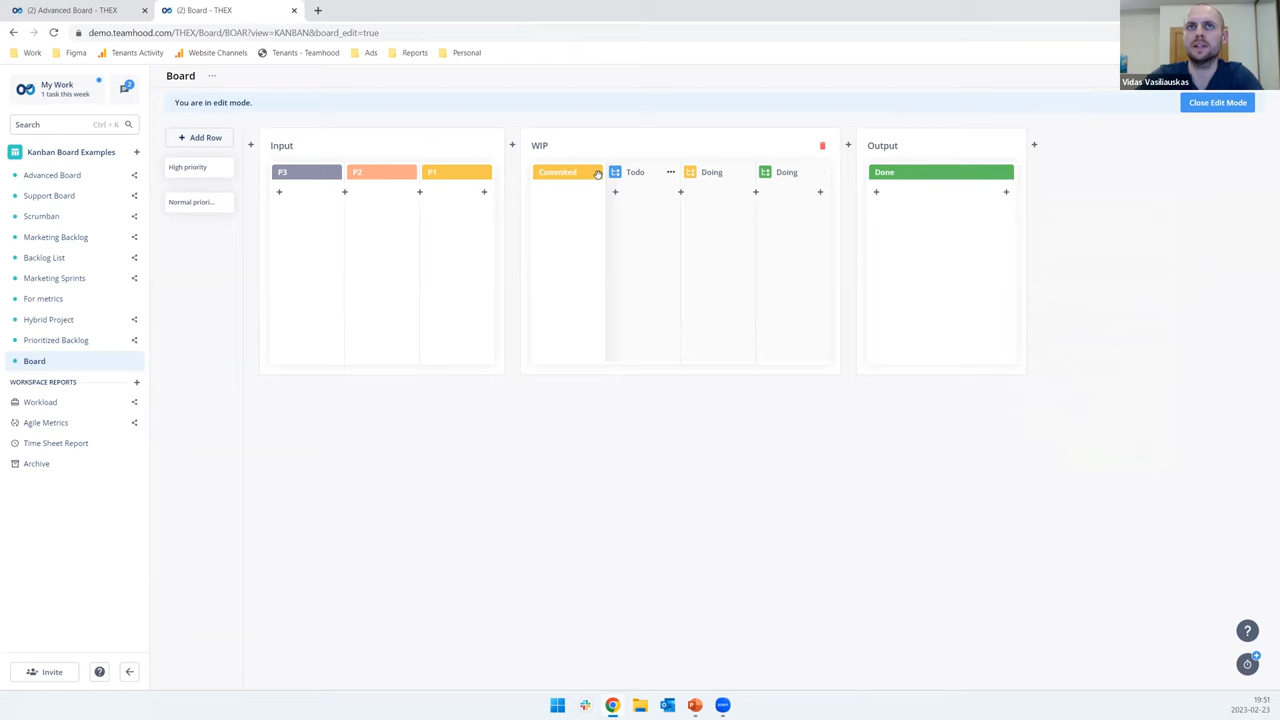 (2) Advanced Board - THEX
(2) Board - THEX
demo.teamhood.com/THEX/Board/BOAR?view=KANBAN&board_edit=true
Work
Figma
Tenants Activity
Website Channels
Tenants - Teamhood
Ads
Reports
Personal
Vidas Vasiliauskas
My Work
1 task this week
2
Board
You are in edit mode.
Close Edit Mode
Search
Ctrl + K
Kanban Board Examples
Advanced Board
Support Board
Scrumban
Marketing Backlog
Backlog List
Marketing Sprints
For metrics
Hybrid Project
Prioritized Backlog
Board
WORKSPACE REPORTS
Workload
Agile Metrics
Time Sheet Report
Archive
Invite
Add Row
High priority
Normal priori...
Input
P3
P2
P1
WIP
Commited
Todo
Doing
Doing
Output
Done
19:51
2023-02-23